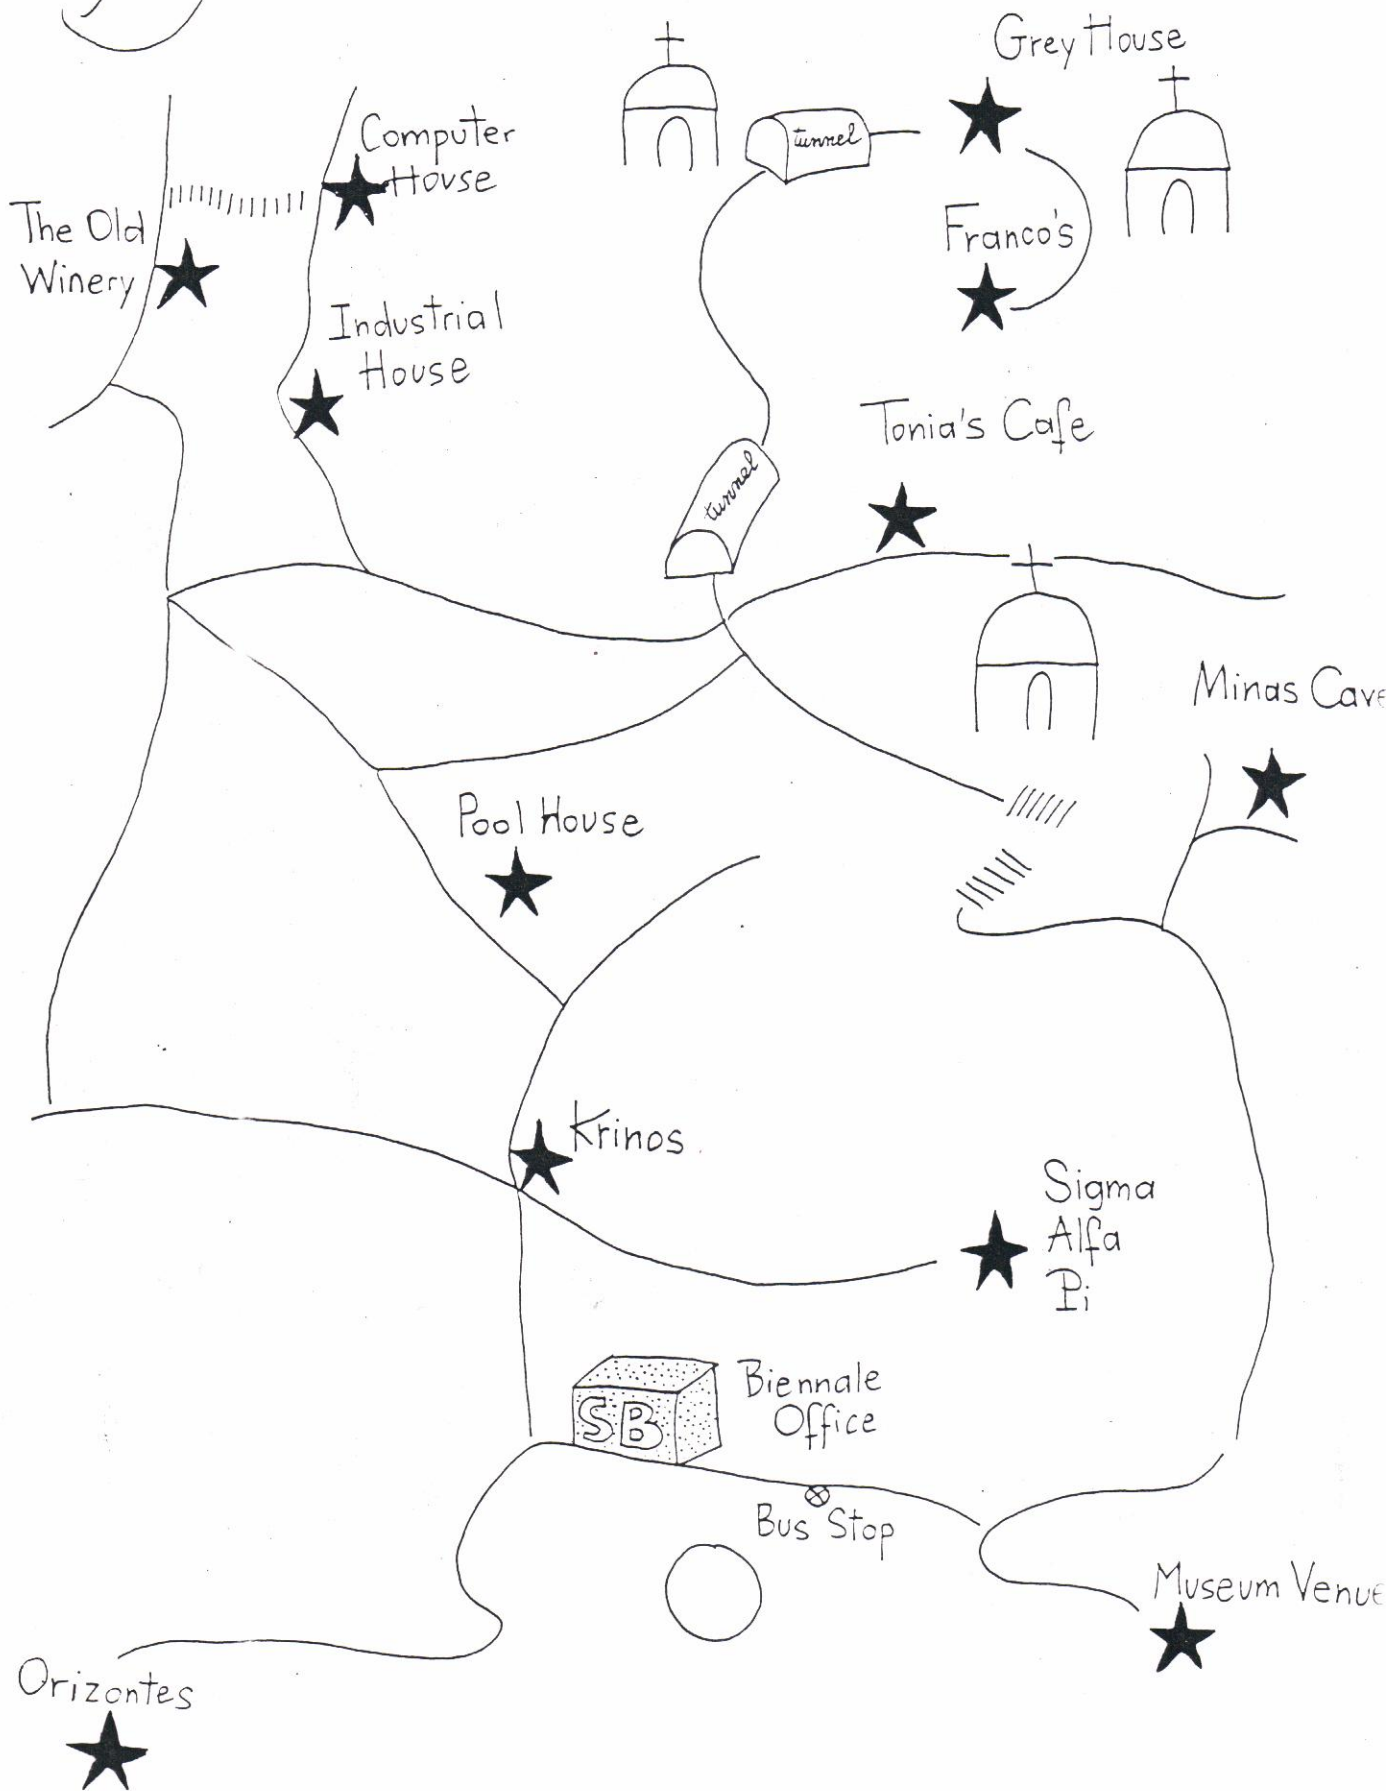 Grey House
Computer
House
tunnel
The Old
Winery
Franco's
Industrial
House
Tonia's Cafe
tunnel
Minas Cave
Pool House
Krinos
Sigma
Alfa
Pi
Biennale
Office
SB
Bus Stop
Museum Venue
Orizontes